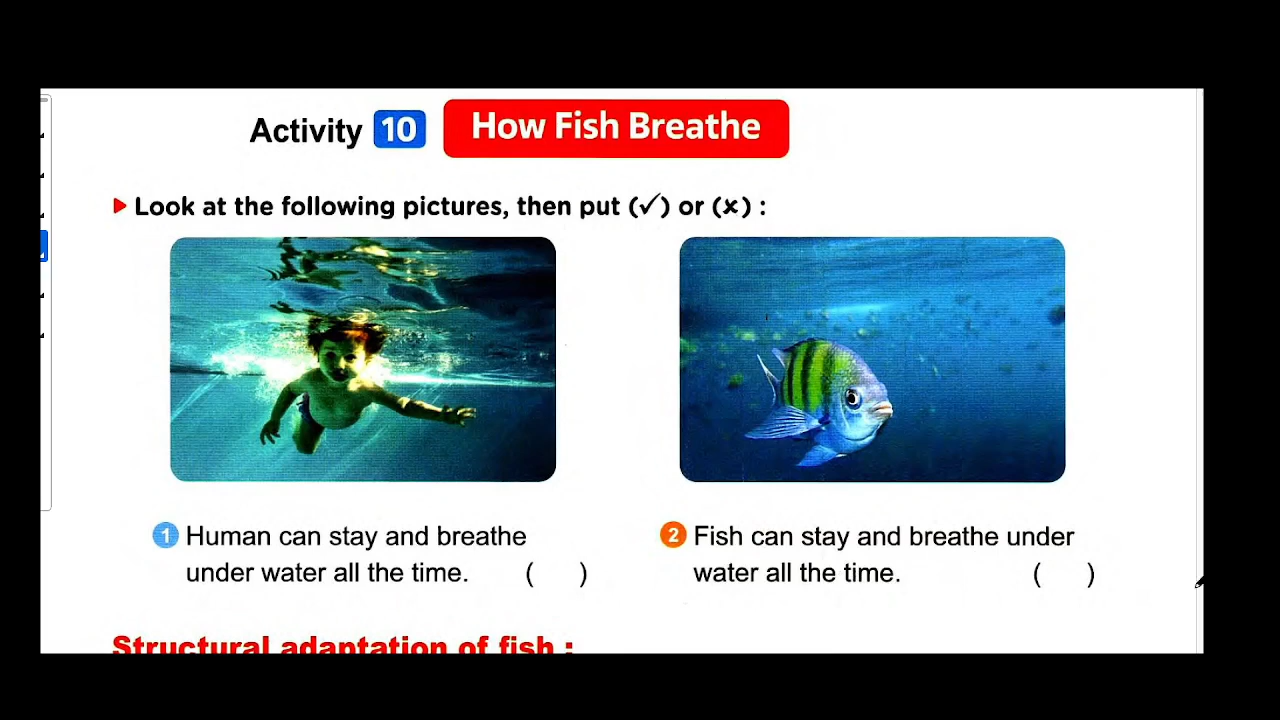 Activity 10 How Fish Breathe
Look at the following pictures, then put (✓) or (✗) :
1 Human can stay and breathe
under water all the time. ( )
2 Fish can stay and breathe under
water all the time. ( )
Structural adaptation of fish :